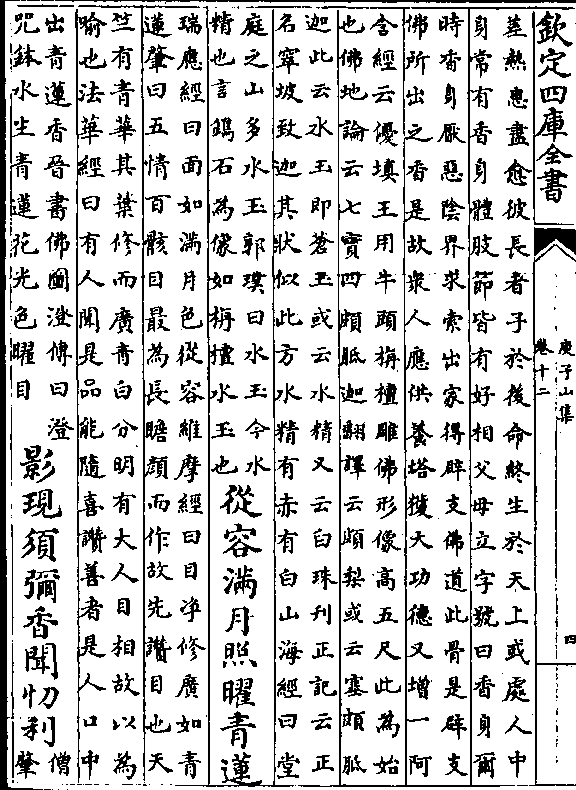 欽定四庫全書
庾子山集
卷十二
四
莖熱惱盡愈彼長者子於後命終生於天上或處人中
身常有香身體肢節皆有好相父母立字號曰香身爾
時香身厭惡陰界求索出家得辟支佛道此骨是辟支
佛所出之香是故衆人應供養塔獲大功德又增一阿
含經云優填王用牛頭栴檀雕佛形像高五尺此為始
也佛地論云七寶四頗胝迦翻譯云頗梨或云塞頗胝
迦此云水玉即蒼玉或云水精又云白珠刋正記云正
名窣坡致迦其狀似此方水精有赤有白山海經曰堂
庭之山多水玉郭璞曰水玉今水
精也言鐫石為像如栴檀水玉也
從容滿月照曜青蓮
瑞應經曰面如滿月色從容維摩經曰目浄修廣如青
蓮肇曰五情百骸目最為長瞻顔而作故先讚目也天
竺有青華其葉修而廣青白分明有大人目相故以為
喻也法華經曰有人聞是品能隨喜讚善者是人口中
出青蓮香晉書佛圖澄傳曰澄
咒鉢水生青蓮花光色曜目
影現須彌香聞忉利
僧
肇